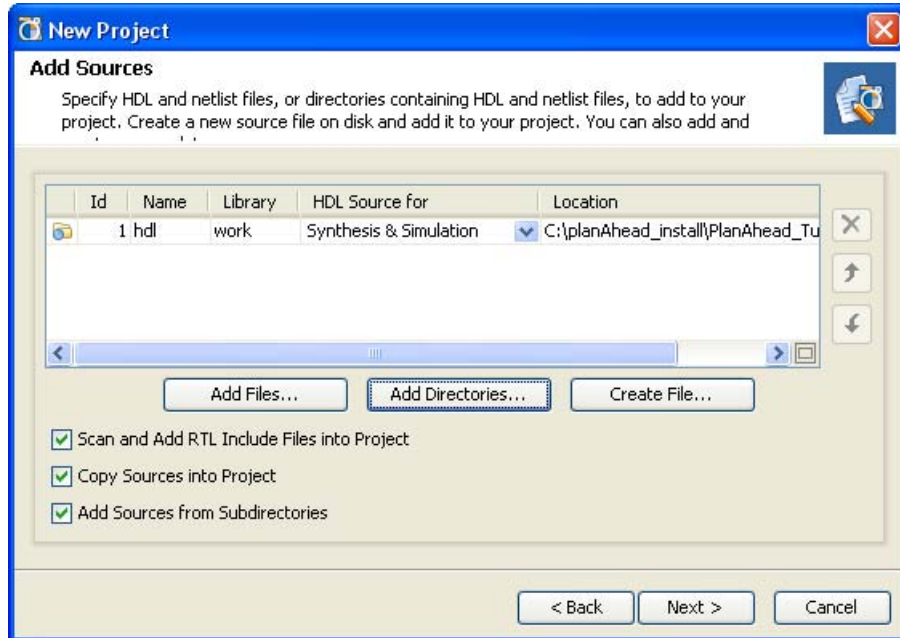 New Project
Add Sources
Specify HDL and netlist files, or directories containing HDL and netlist files, to add to your
project. Create a new source file on disk and add it to your project. You can also add and
Id Name Library HDL Source for Location
1 hdl work Synthesis & Simulation C:\planAhead_install\PlanAhead_Tu
Add Files... Add Directories... Create File...
Scan and Add RTL Include Files into Project
Copy Sources into Project
Add Sources from Subdirectories
< Back Next > Cancel